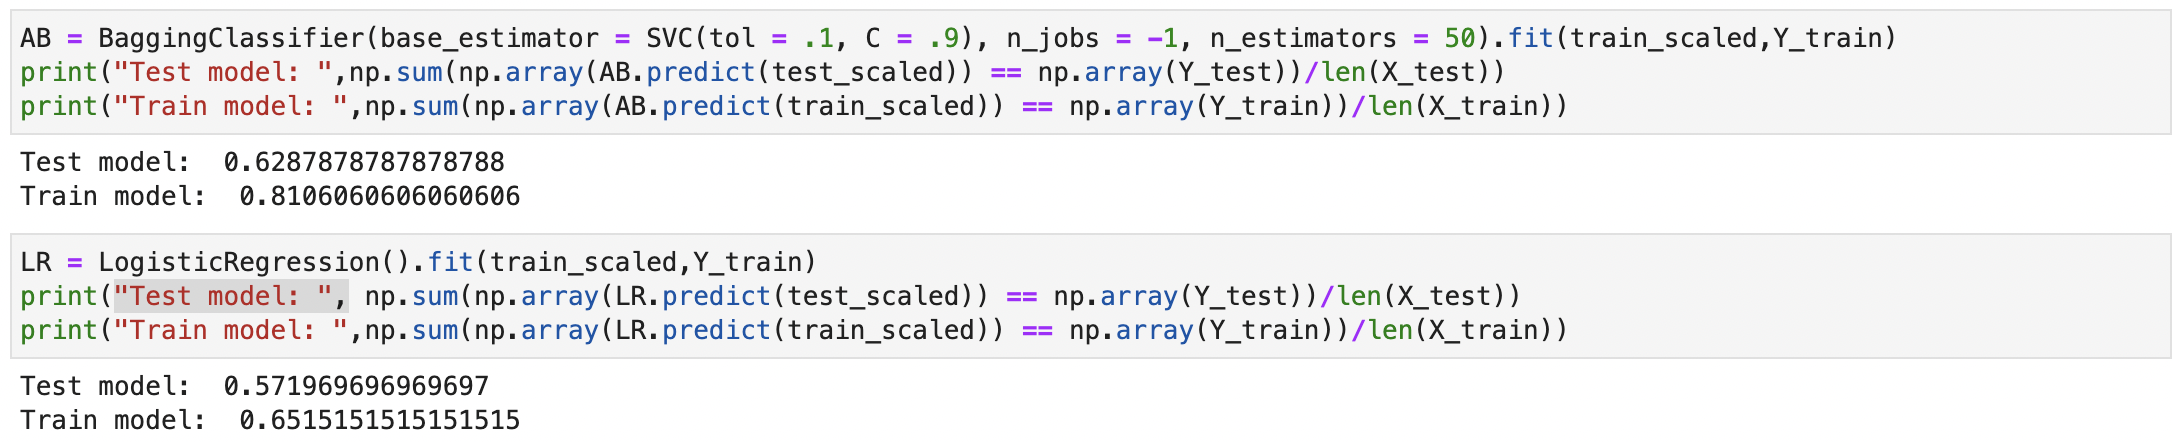 AB = BaggingClassifier(base_estimator = SVC(tol = .1, C = .9), n_jobs = -1, n_estimators = 50).fit(train_scaled,Y_train)
print("Test model: ",np.sum(np.array(AB.predict(test_scaled)) == np.array(Y_test))/len(X_test))
print("Train model: ",np.sum(np.array(AB.predict(train_scaled)) == np.array(Y_train))/len(X_train))
Test model:  0.6287878787878788
Train model:  0.8106060606060606
LR = LogisticRegression().fit(train_scaled,Y_train)
print("Test model: ", np.sum(np.array(LR.predict(test_scaled)) == np.array(Y_test))/len(X_test))
print("Train model: ",np.sum(np.array(LR.predict(train_scaled)) == np.array(Y_train))/len(X_train))
Test model:  0.571969696969697
Train model:  0.6515151515151515